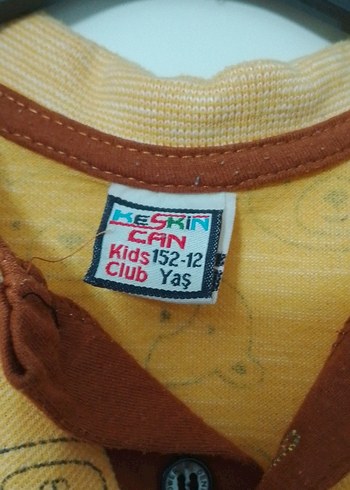 KESKİN
CAN
Kids 152-12
Club Yaş